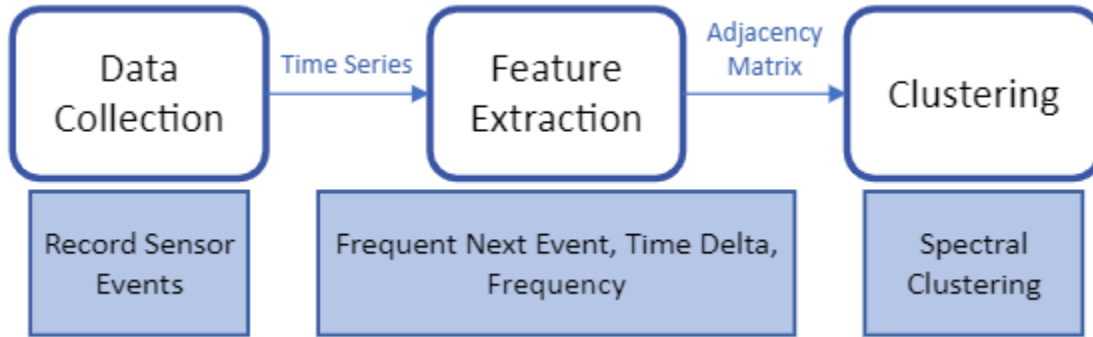 Data
Collection
Time Series
Feature
Extraction
Adjacency
Matrix
Clustering
Record Sensor
Events
Frequent Next Event, Time Delta,
Frequency
Spectral
Clustering